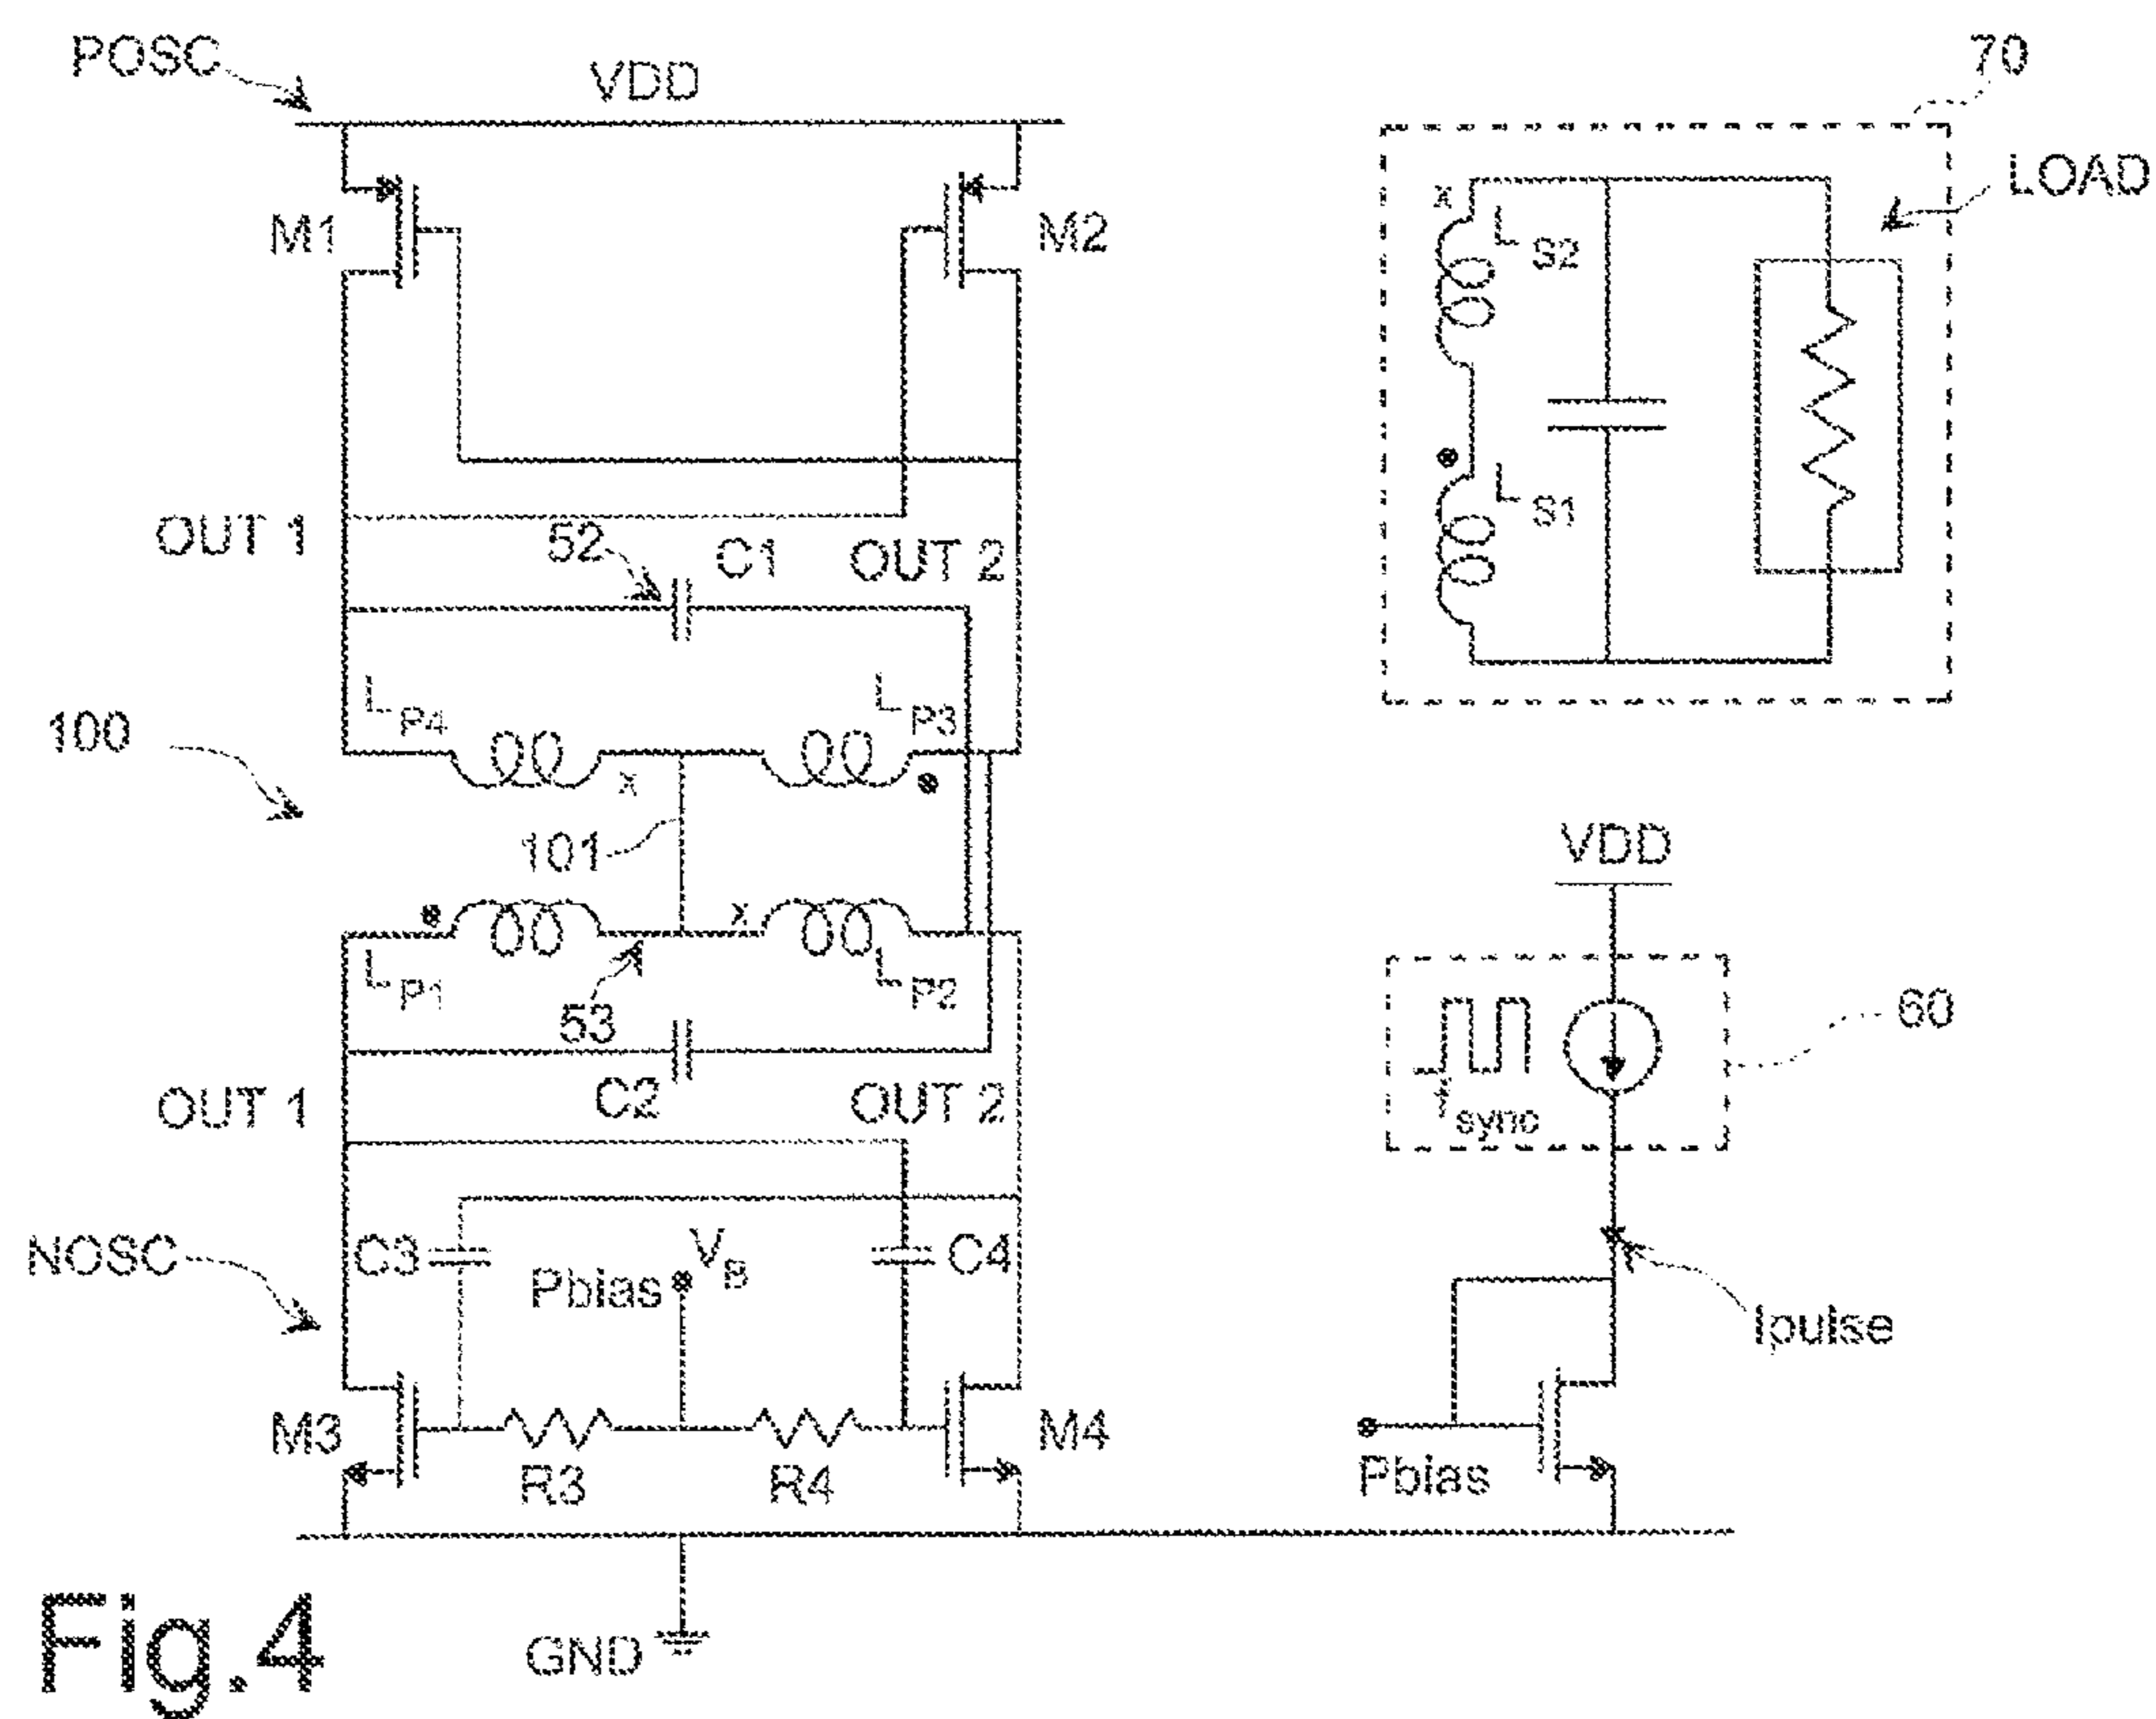 POSC
VDD
70
LOAD
M1
M2
x
L S2
L S1
OUT 1
52
C1
OUT 2
L P4
L P3
100
x
101
VDD
x
L P1
L P2
53
60
C2
OUT 1
OUT 2
f sync
NOSC
C3
VB
C4
Pbias
Ipulse
M3
M4
R3
R4
Pbias
GND
Fig.4